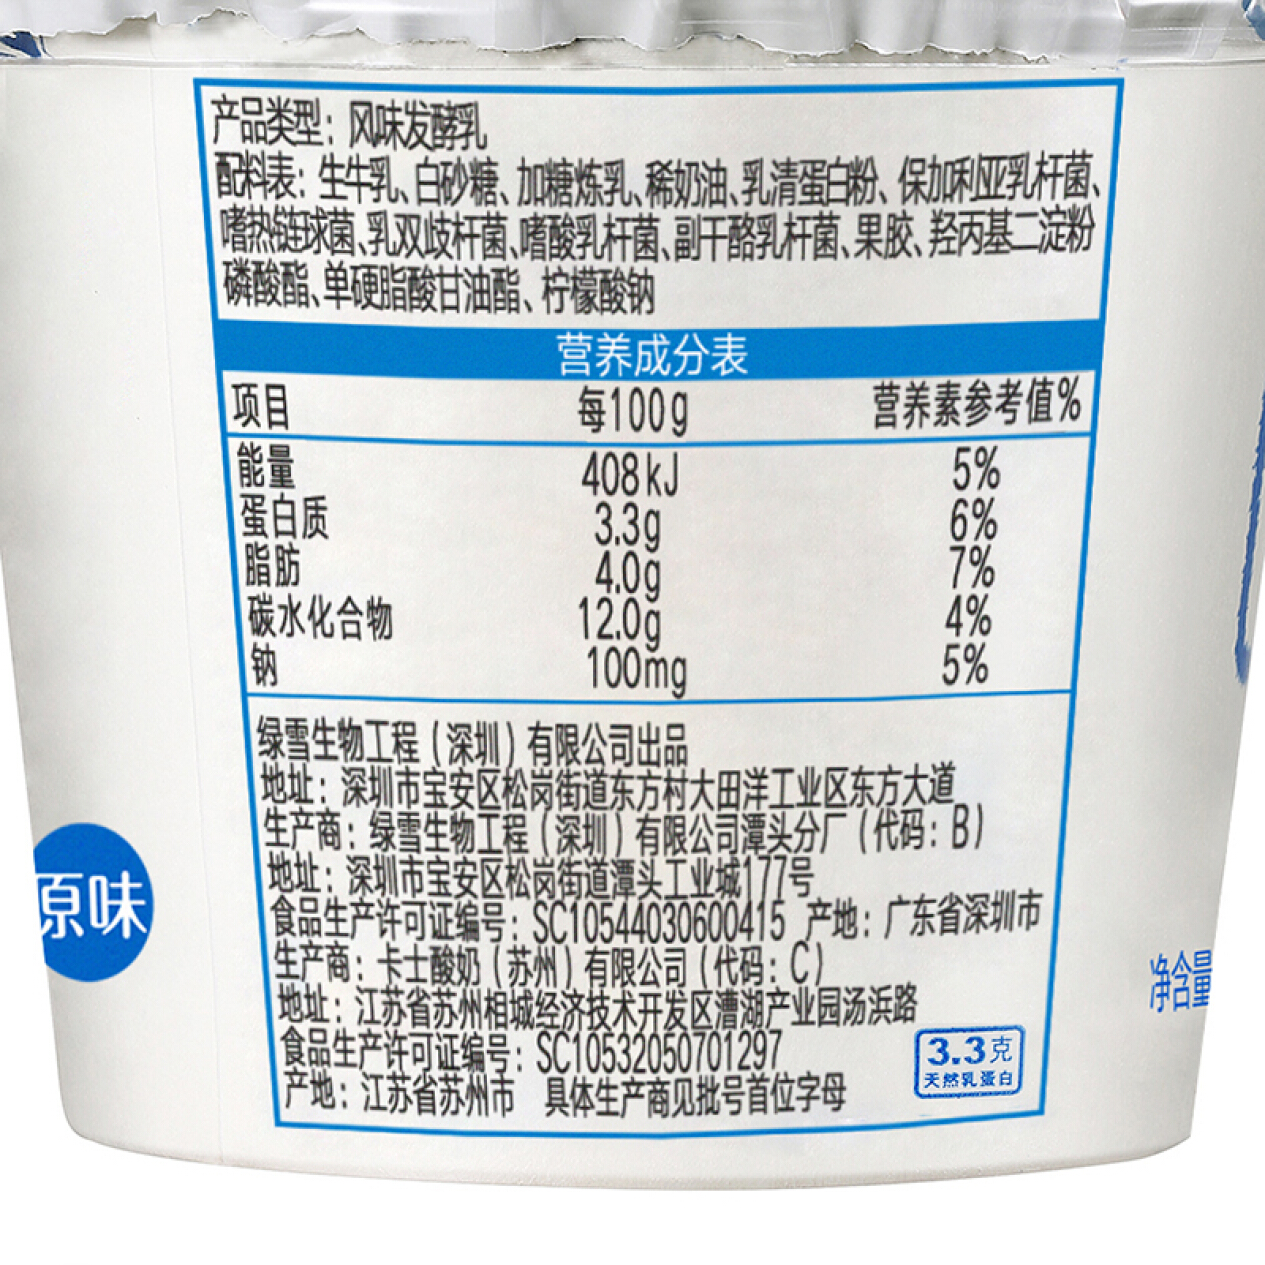 产品类型：风味发酵乳
配料表：生牛乳、白砂糖、加糖炼乳、稀奶油、乳清蛋白粉、保加利亚乳杆菌、
嗜热链球菌、乳双歧杆菌、嗜酸乳杆菌、副干酪乳杆菌、果胶、羟丙基二淀粉
磷酸酯、单硬脂酸甘油酯、柠檬酸钠
营养成分表
项目 每100g 营养素参考值%
能量 408kJ 5%
蛋白质 3.3g 6%
脂肪 4.0g 7%
碳水化合物 12.0g 4%
钠 100mg 5%
绿雪生物工程（深圳）有限公司出品
地址：深圳市宝安区松岗街道东方村大田洋工业区东方大道
生产商：绿雪生物工程（深圳）有限公司潭头分厂（代码：B）
地址：深圳市宝安区松岗街道潭头工业城177号
食品生产许可证编号：SC10544030600415 产地：广东省深圳市
生产商：卡士酸奶（苏州）有限公司（代码：C）
地址：江苏省苏州相城经济技术开发区漕湖产业园汤浜路
食品生产许可证编号：SC10532050701297
产地：江苏省苏州市 具体生产商见批号首位字母
3.3克
天然乳蛋白
原味
净含量